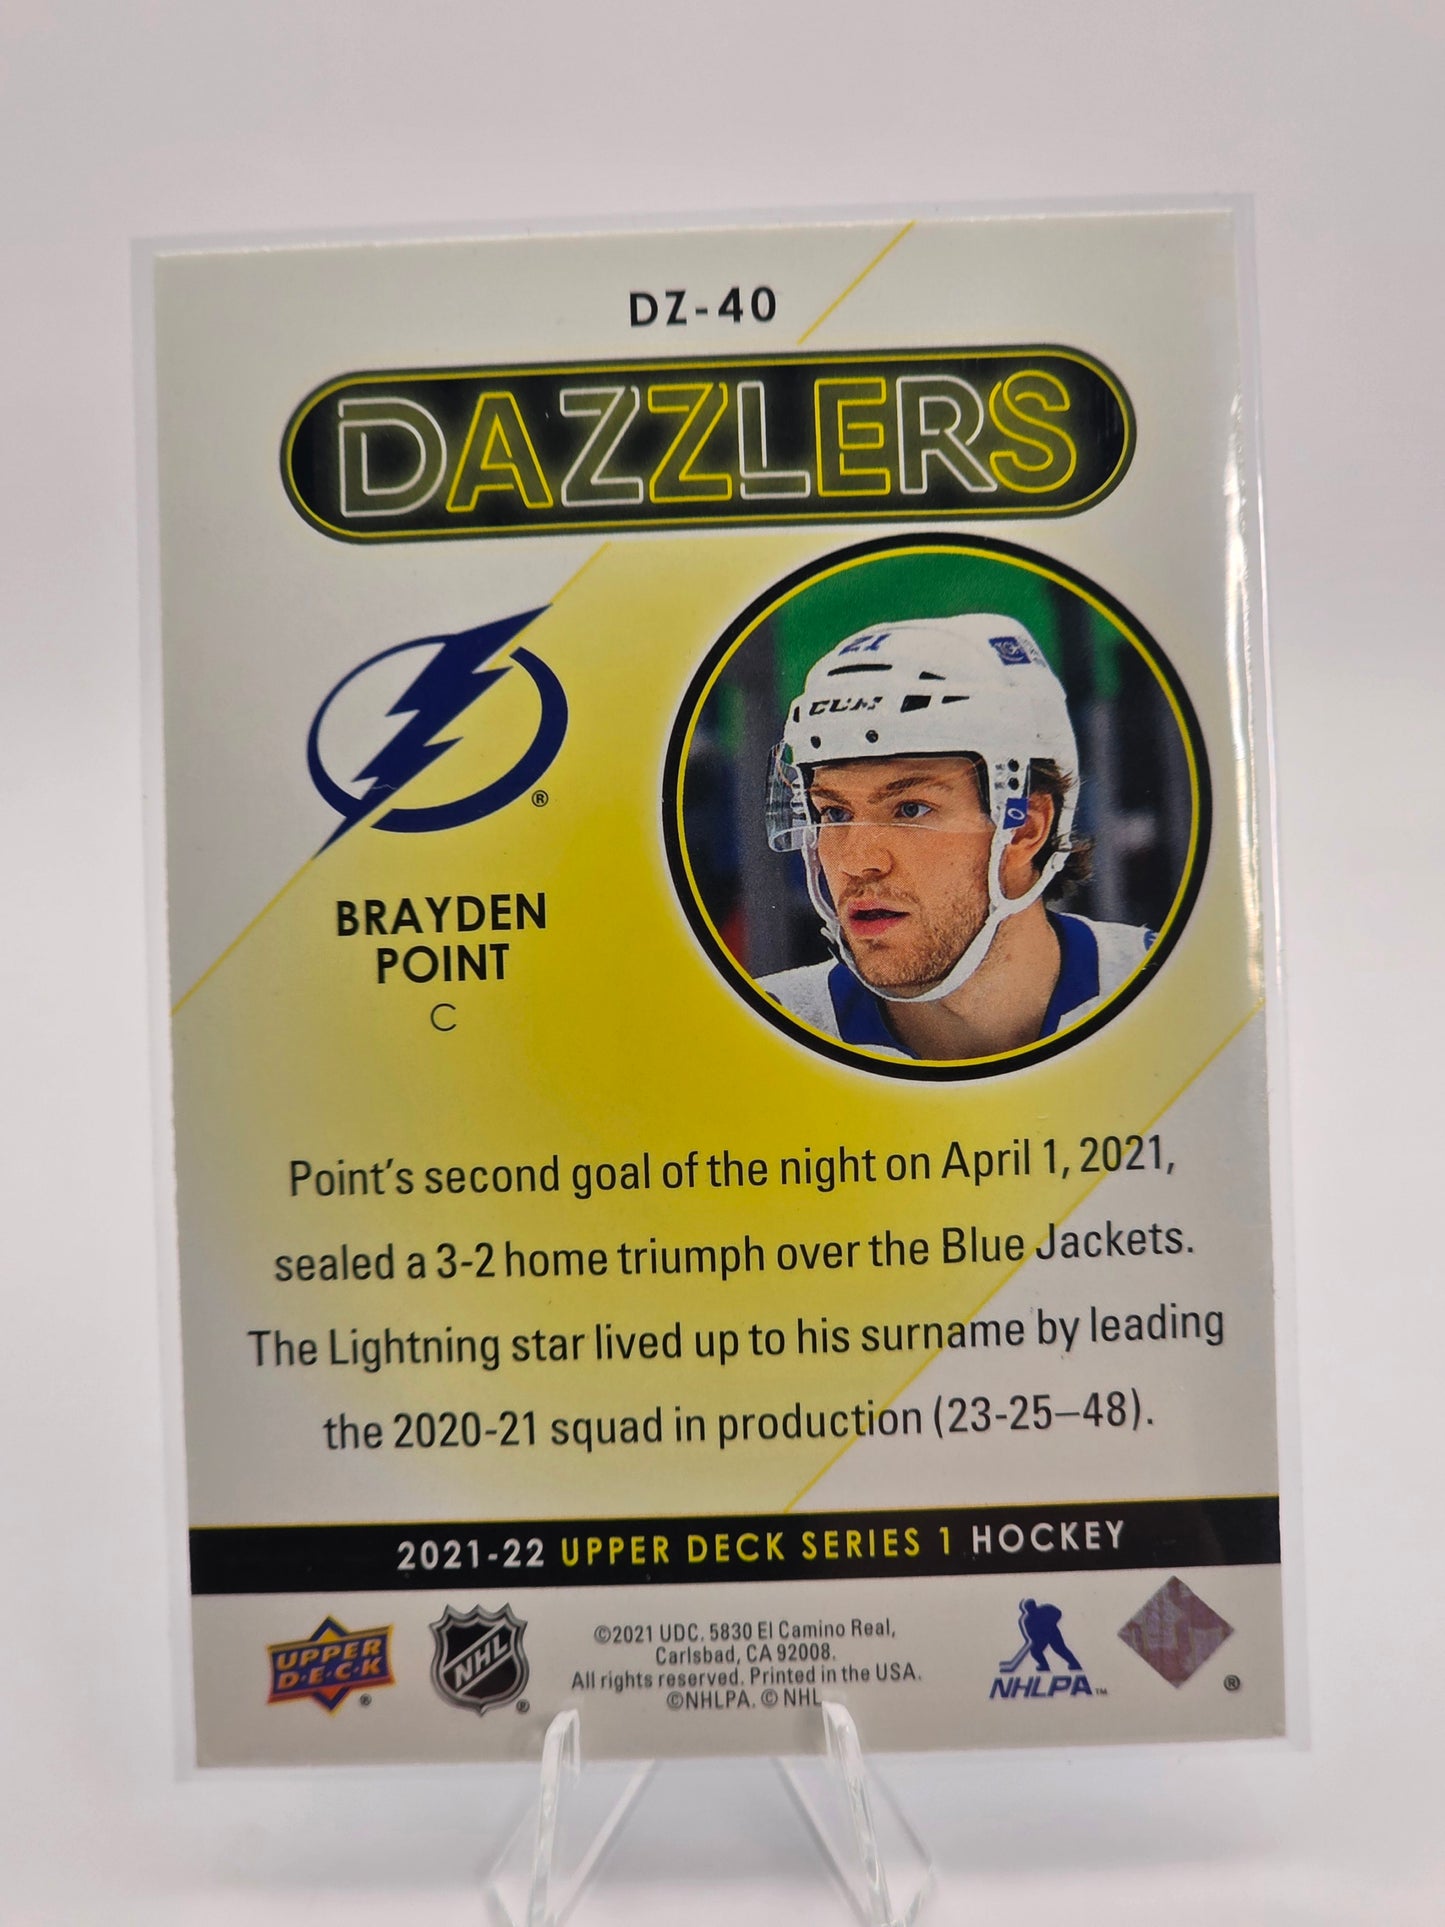 DZ-40
DAZZLERS
21
CCM
®
BRAYDEN
POINT
C
Point's second goal of the night on April 1, 2021,
sealed a 3-2 home triumph over the Blue Jackets.
The Lightning star lived up to his surname by leading
the 2020-21 squad in production (23-25–48).
2021-22 UPPER DECK SERIES 1 HOCKEY
UPPER
D·E·C·K
®
NHL
®
©2021 UDC. 5830 El Camino Real,
Carlsbad, CA 92008.
All rights reserved. Printed in the USA.
©NHLPA. © NHL
NHLPA™
®